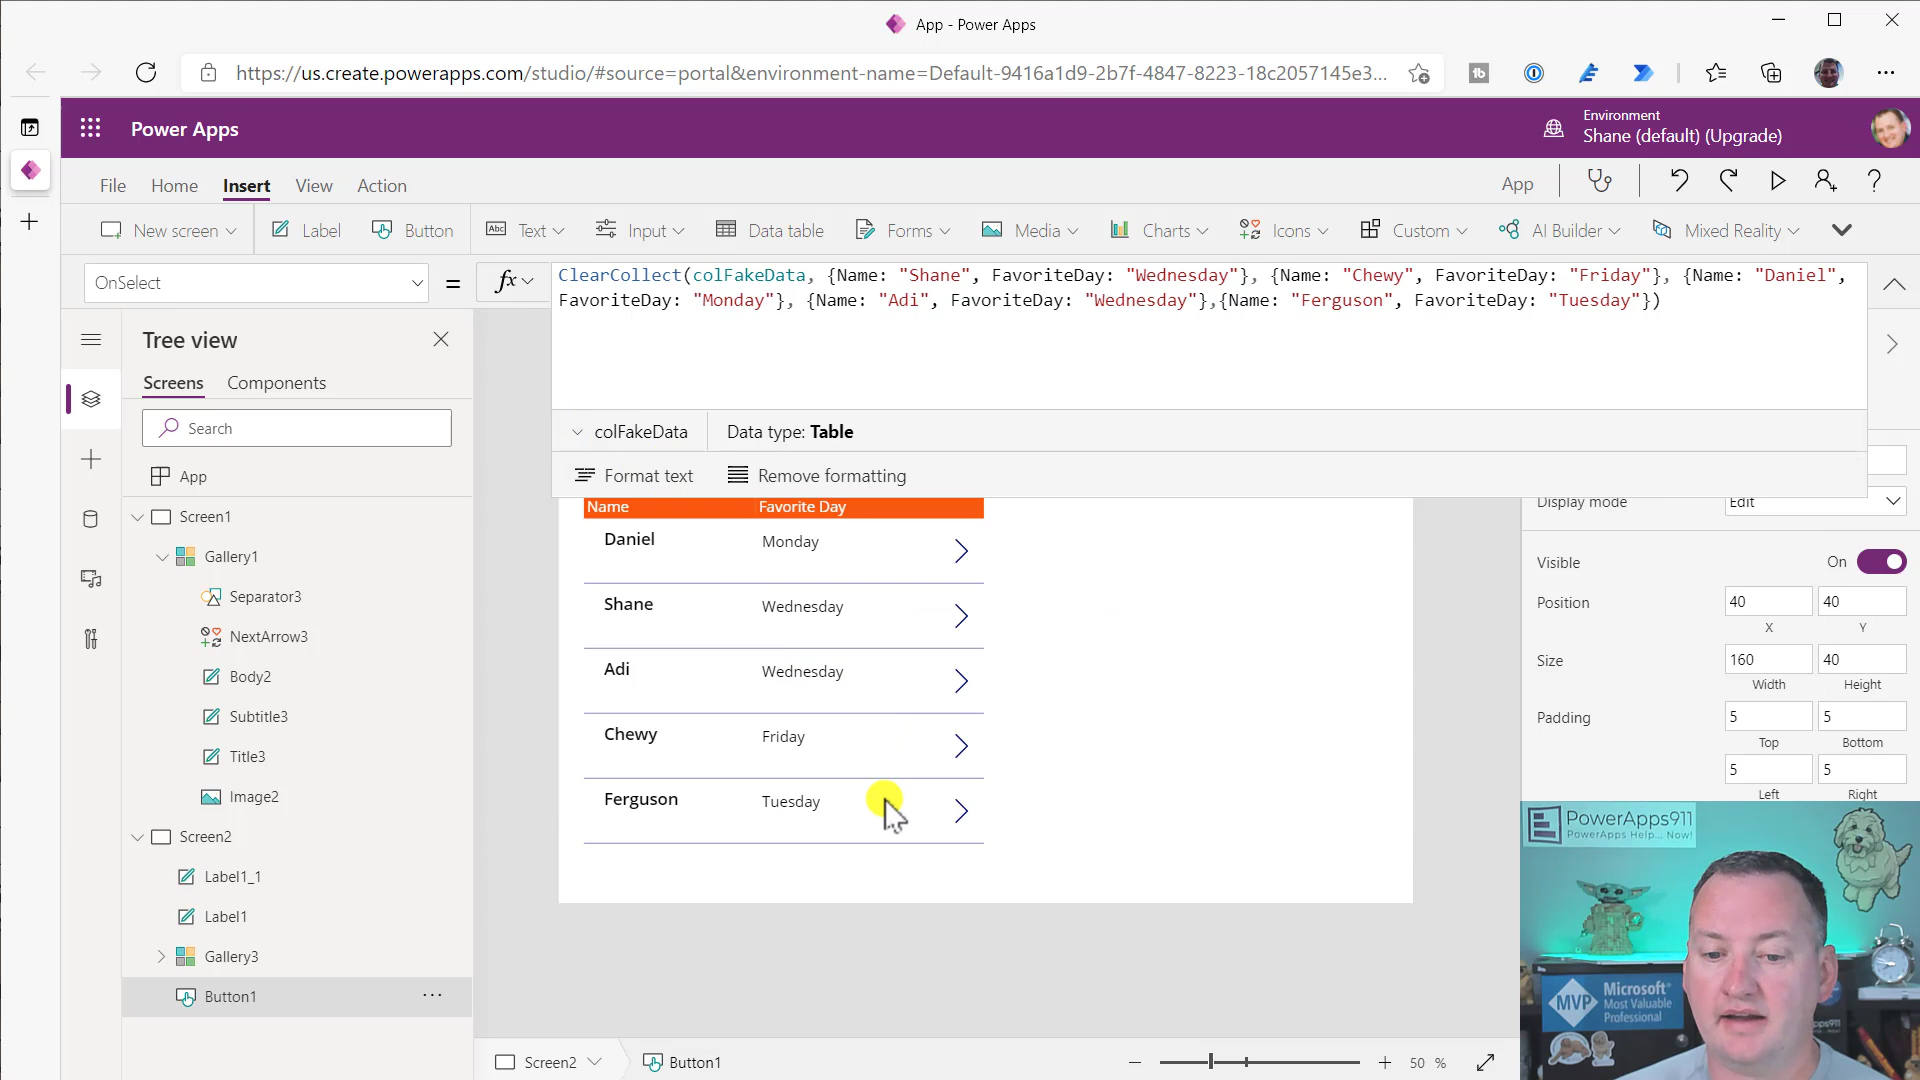 App - Power Apps
https://us.create.powerapps.com/studio/#source=portal&environment-name=Default-9416a1d9-2b7f-4847-8223-18c2057145e3...
Power Apps
Environment
Shane (default) (Upgrade)
File Home Insert View Action
App
New screen Label Button Text Input Data table Forms Media Charts Icons Custom AI Builder Mixed Reality
OnSelect = fx
ClearCollect(colFakeData, {Name: "Shane", FavoriteDay: "Wednesday"}, {Name: "Chewy", FavoriteDay: "Friday"}, {Name: "Daniel",
FavoriteDay: "Monday"}, {Name: "Adi", FavoriteDay: "Wednesday"},{Name: "Ferguson", FavoriteDay: "Tuesday"})
colFakeData Data type: Table
Format text Remove formatting
Tree view
Screens Components
Search
App
Screen1
Gallery1
Separator3
NextArrow3
Body2
Subtitle3
Title3
Image2
Screen2
Label1_1
Label1
Gallery3
Button1 ...
Name Favorite Day
Daniel Monday
Shane Wednesday
Adi Wednesday
Chewy Friday
Ferguson Tuesday
Display mode Edit
Visible On
Position 40 40
X Y
Size 160 40
Width Height
Padding 5 5
Top Bottom
5 5
Left Right
PowerApps911
PowerApps Help... Now!
MVP Microsoft
Most Valuable
Professional
Screen2 Button1
50 %